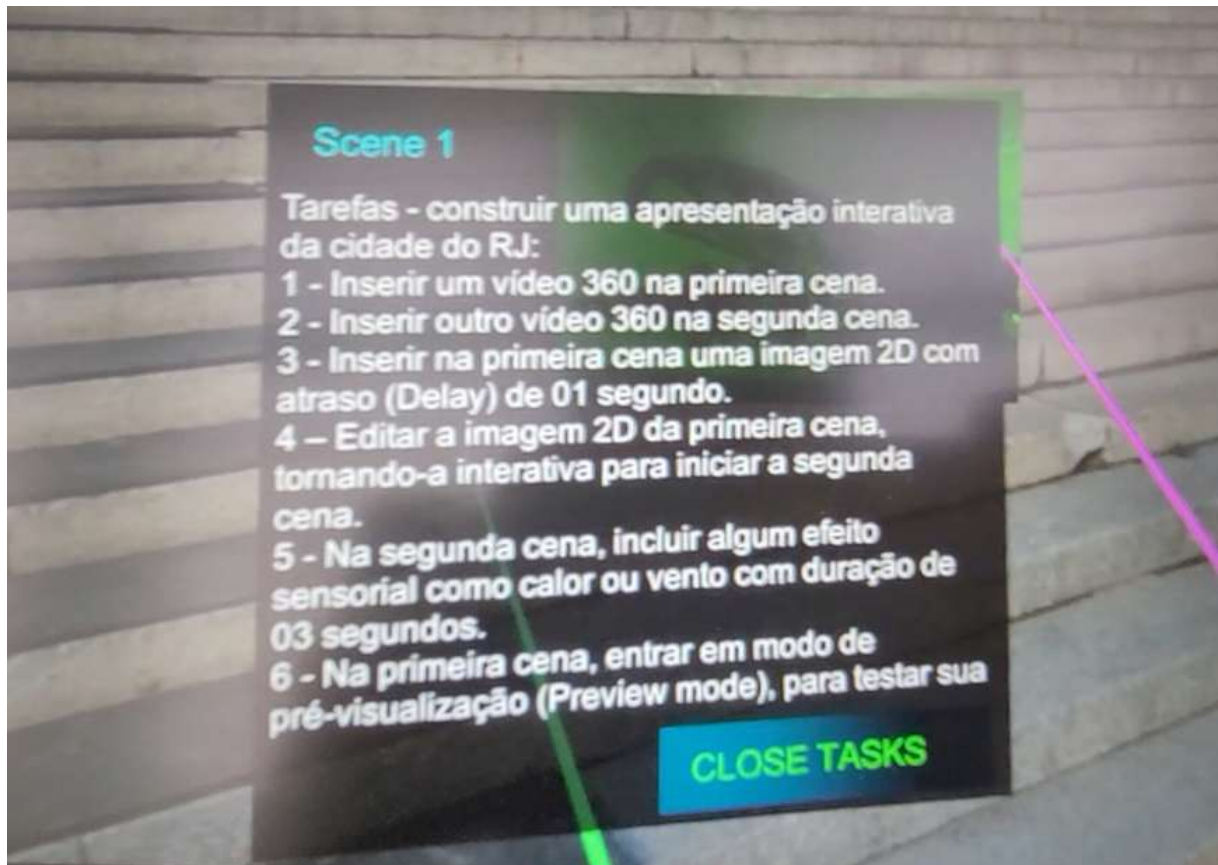 Scene 1
Tarefas - construir uma apresentação interativa
da cidade do RJ:
1 - Inserir um vídeo 360 na primeira cena.
2 - Inserir outro vídeo 360 na segunda cena.
3 - Inserir na primeira cena uma imagem 2D com
atraso (Delay) de 01 segundo.
4 – Editar a imagem 2D da primeira cena,
tornando-a interativa para iniciar a segunda
cena.
5 - Na segunda cena, incluir algum efeito
sensorial como calor ou vento com duração de
03 segundos.
6 - Na primeira cena, entrar em modo de
pré-visualização (Preview mode), para testar sua
CLOSE TASKS